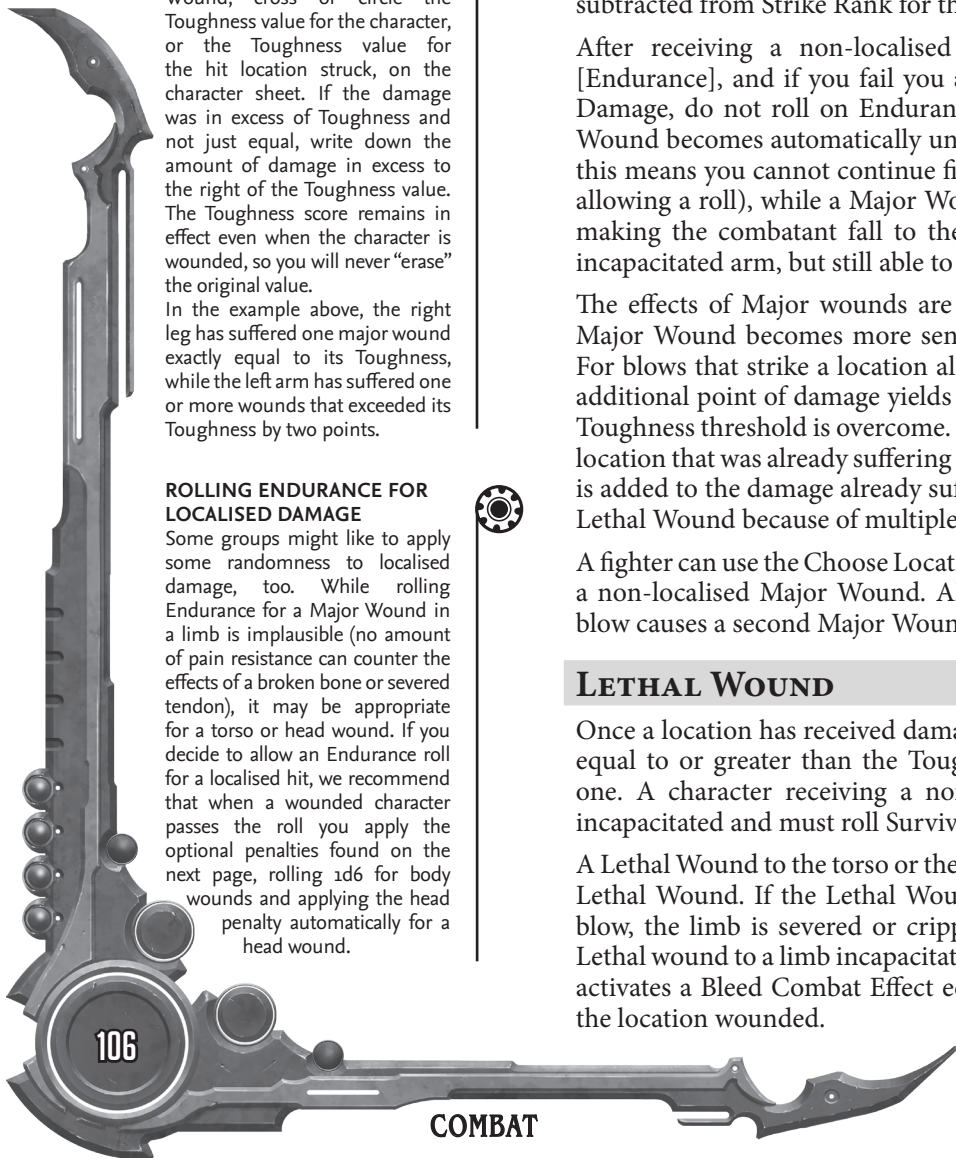 wound, cross or circle the
Toughness value for the character,
or the Toughness value for
the hit location struck, on the
character sheet. If the damage
was in excess of Toughness and
not just equal, write down the
amount of damage in excess to
the right of the Toughness value.
The Toughness score remains in
effect even when the character is
wounded, so you will never “erase”
the original value.
In the example above, the right
leg has suffered one major wound
exactly equal to its Toughness,
while the left arm has suffered one
or more wounds that exceeded its
Toughness by two points.
ROLLING ENDURANCE FOR
LOCALISED DAMAGE
Some groups might like to apply
some randomness to localised
damage, too. While rolling
Endurance for a Major Wound in
a limb is implausible (no amount
of pain resistance can counter the
effects of a broken bone or severed
tendon), it may be appropriate
for a torso or head wound. If you
decide to allow an Endurance roll
for a localised hit, we recommend
that when a wounded character
passes the roll you apply the
optional penalties found on the
next page, rolling 1d6 for body
wounds and applying the head
penalty automatically for a
head wound.
subtracted from Strike Rank for th
After receiving a non-localised
[Endurance], and if you fail you a
Damage, do not roll on Enduran
Wound becomes automatically un
this means you cannot continue fi
allowing a roll), while a Major Wo
making the combatant fall to the
incapacitated arm, but still able to
The effects of Major wounds are
Major Wound becomes more sen
For blows that strike a location al
additional point of damage yields
Toughness threshold is overcome.
location that was already suffering
is added to the damage already suf
Lethal Wound because of multiple
A fighter can use the Choose Locati
a non-localised Major Wound. Al
blow causes a second Major Woun
LETHAL WOUND
Once a location has received dama
equal to or greater than the Toug
one. A character receiving a no
incapacitated and must roll Surviv
A Lethal Wound to the torso or the
Lethal Wound. If the Lethal Wou
blow, the limb is severed or cripp
Lethal wound to a limb incapacitat
activates a Bleed Combat Effect e
the location wounded.
106
COMBAT